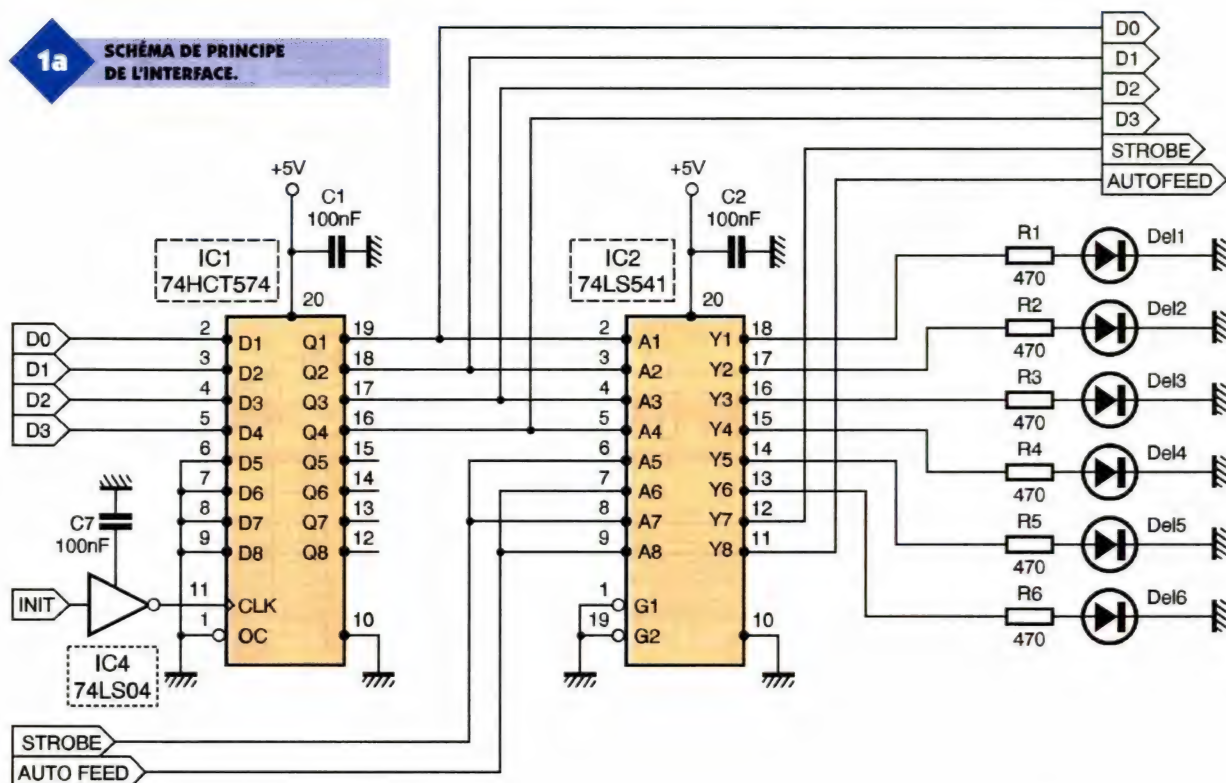 1a
SCHÉMA DE PRINCIPE
DE L'INTERFACE.
D0
D1
D2
D3
STROBE
AUTOFEED
+5V
C1
100nF
IC1
74HCT574
20
D0
D1
D2
D3
2
3
4
5
6
7
8
9
D1
D2
D3
D4
D5
D6
D7
D8
Q1
Q2
Q3
Q4
Q5
Q6
Q7
Q8
19
18
17
16
15
14
13
12
C7
100nF
INIT
11
CLK
1
OC
10
IC4
74LS04
+5V
C2
100nF
IC2
74LS541
20
2
3
4
5
6
7
8
9
A1
A2
A3
A4
A5
A6
A7
A8
Y1
Y2
Y3
Y4
Y5
Y6
Y7
Y8
18
17
16
15
14
13
12
11
1
G1
19
G2
10
R1
470
Del1
R2
470
Del2
R3
470
Del3
R4
470
Del4
R5
470
Del5
R6
470
Del6
STROBE
AUTO FEED